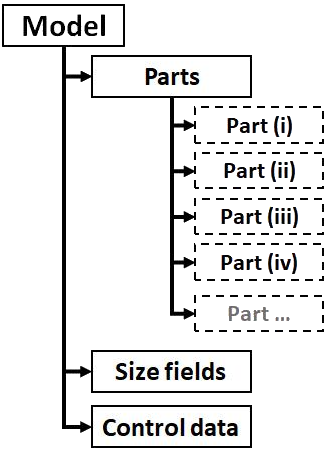 Model
Parts
Part (i)
Part (ii)
Part (iii)
Part (iv)
Part ...
Size fields
Control data